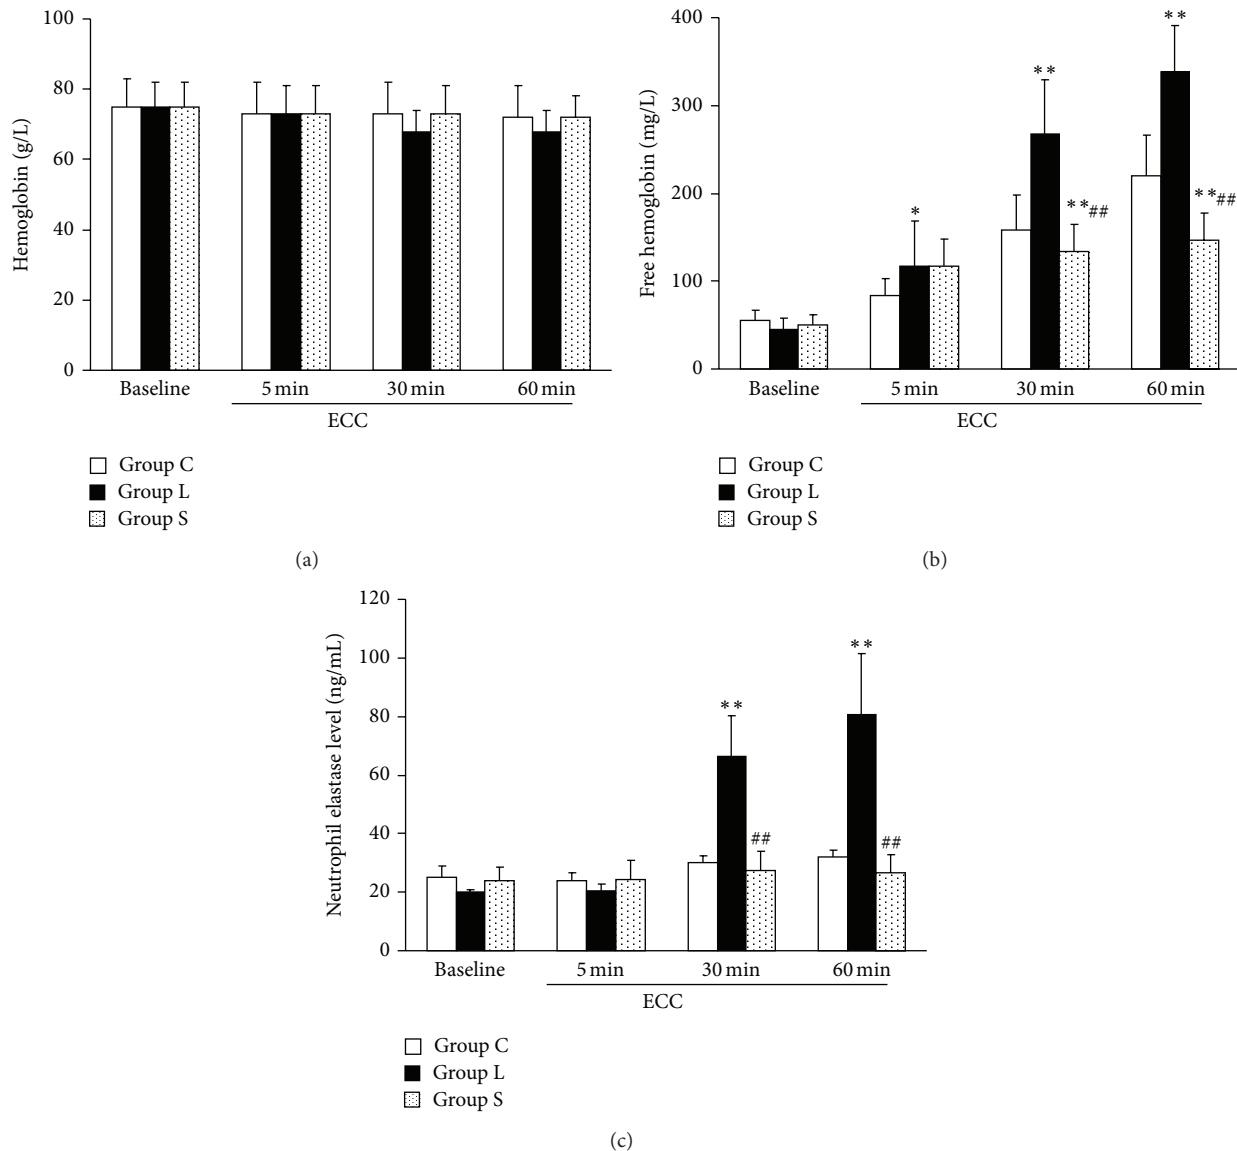 100
80
60
40
20
0
Hemoglobin (g/L)
Baseline 5 min 30 min 60 min
ECC
Group C
Group L
Group S
(a)
400
300
200
100
0
Free hemoglobin (mg/L)
*
**
**##
**
**##
Baseline 5 min 30 min 60 min
ECC
Group C
Group L
Group S
(b)
120
100
80
60
40
20
0
Neutrophil elastase level (ng/mL)
**
##
**
##
Baseline 5 min 30 min 60 min
ECC
Group C
Group L
Group S
(c)